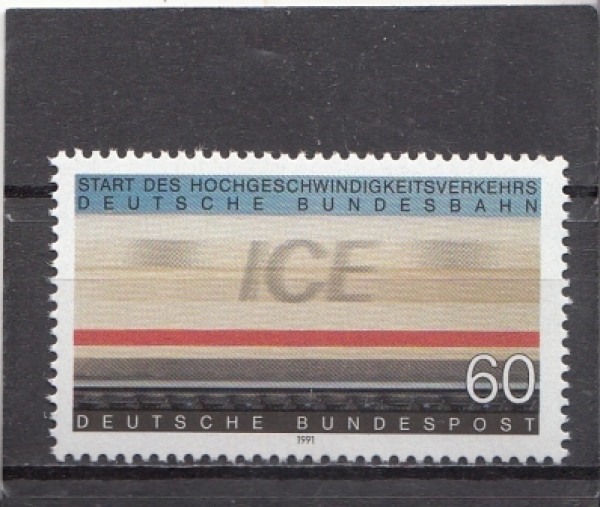 START DES HOCHGESCHWINDIGKEITSVERKEHRS
DEUTSCHE BUNDESBAHN
ICE
60
DEUTSCHE BUNDESPOST
1991